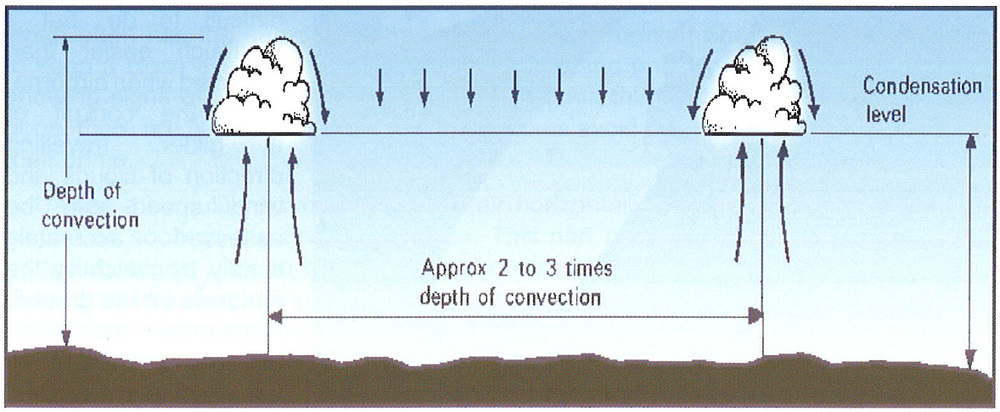 Condensation
level
Depth of
convection
Approx 2 to 3 times
depth of convection